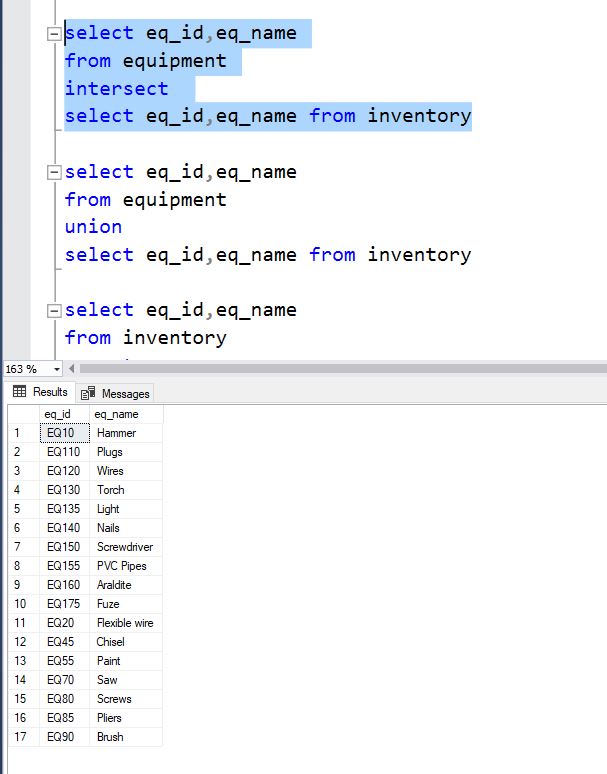 select eq_id,eq_name
from equipment
intersect
select eq_id,eq_name from inventory
select eq_id,eq_name
from equipment
union
select eq_id,eq_name from inventory
select eq_id,eq_name
from inventory
163 %
Results Messages
eq_id eq_name
1 EQ10 Hammer
2 EQ110 Plugs
3 EQ120 Wires
4 EQ130 Torch
5 EQ135 Light
6 EQ140 Nails
7 EQ150 Screwdriver
8 EQ155 PVC Pipes
9 EQ160 Araldite
10 EQ175 Fuze
11 EQ20 Flexible wire
12 EQ45 Chisel
13 EQ55 Paint
14 EQ70 Saw
15 EQ80 Screws
16 EQ85 Pliers
17 EQ90 Brush